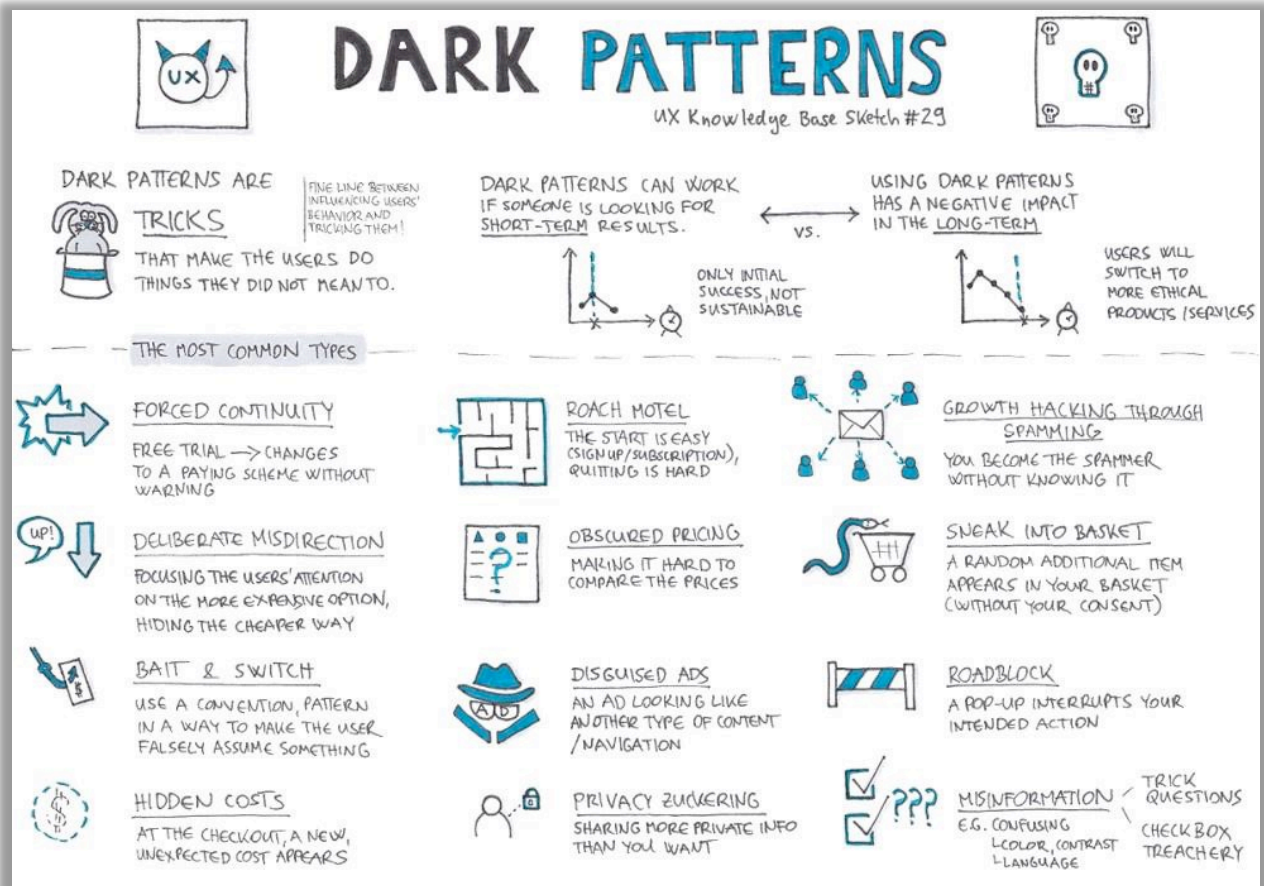 UX
DARK PATTERNS
UX Knowledge Base Sketch #29
#
DARK PATTERNS ARE
TRICKS
THAT MAKE THE USERS DO
THINGS THEY DID NOT MEAN TO.
FINE LINE BETWEEN
INFLUENCING USERS'
BEHAVIOR AND
TRICKING THEM!
DARK PATTERNS CAN WORK
IF SOMEONE IS LOOKING FOR
SHORT-TERM RESULTS.
VS.
USING DARK PATTERNS
HAS A NEGATIVE IMPACT
IN THE LONG-TERM
ONLY INITIAL
SUCCESS, NOT
SUSTAINABLE
USERS WILL
SWITCH TO
MORE ETHICAL
PRODUCTS/SERVICES
THE MOST COMMON TYPES
FORCED CONTINUITY
FREE TRIAL → CHANGES
TO A PAYING SCHEME WITHOUT
WARNING
ROACH MOTEL
THE START IS EASY
(SIGN UP/SUBSCRIPTION),
QUITTING IS HARD
GROWTH HACKING THROUGH
SPAMMING
YOU BECOME THE SPAMMER
WITHOUT KNOWING IT
UP!
DELIBERATE MISDIRECTION
FOCUSING THE USERS' ATTENTION
ON THE MORE EXPENSIVE OPTION,
HIDING THE CHEAPER WAY
?
OBSCURED PRICING
MAKING IT HARD TO
COMPARE THE PRICES
SNEAK INTO BASKET
A RANDOM ADDITIONAL ITEM
APPEARS IN YOUR BASKET
(WITHOUT YOUR CONSENT)
BAIT & SWITCH
USE A CONVENTION, PATTERN
IN A WAY TO MAKE THE USER
FALSELY ASSUME SOMETHING
AD
DISGUISED ADS
AN AD LOOKING LIKE
ANOTHER TYPE OF CONTENT
/NAVIGATION
ROADBLOCK
A POP-UP INTERRUPTS YOUR
INTENDED ACTION
$
HIDDEN COSTS
AT THE CHECKOUT, A NEW,
UNEXPECTED COST APPEARS
PRIVACY ZUCKERING
SHARING MORE PRIVATE INFO
THAN YOU WANT
???
MISINFORMATION
E.G. CONFUSING
COLOR, CONTRAST
LANGUAGE
TRICK
QUESTIONS
CHECKBOX
TREACHERY